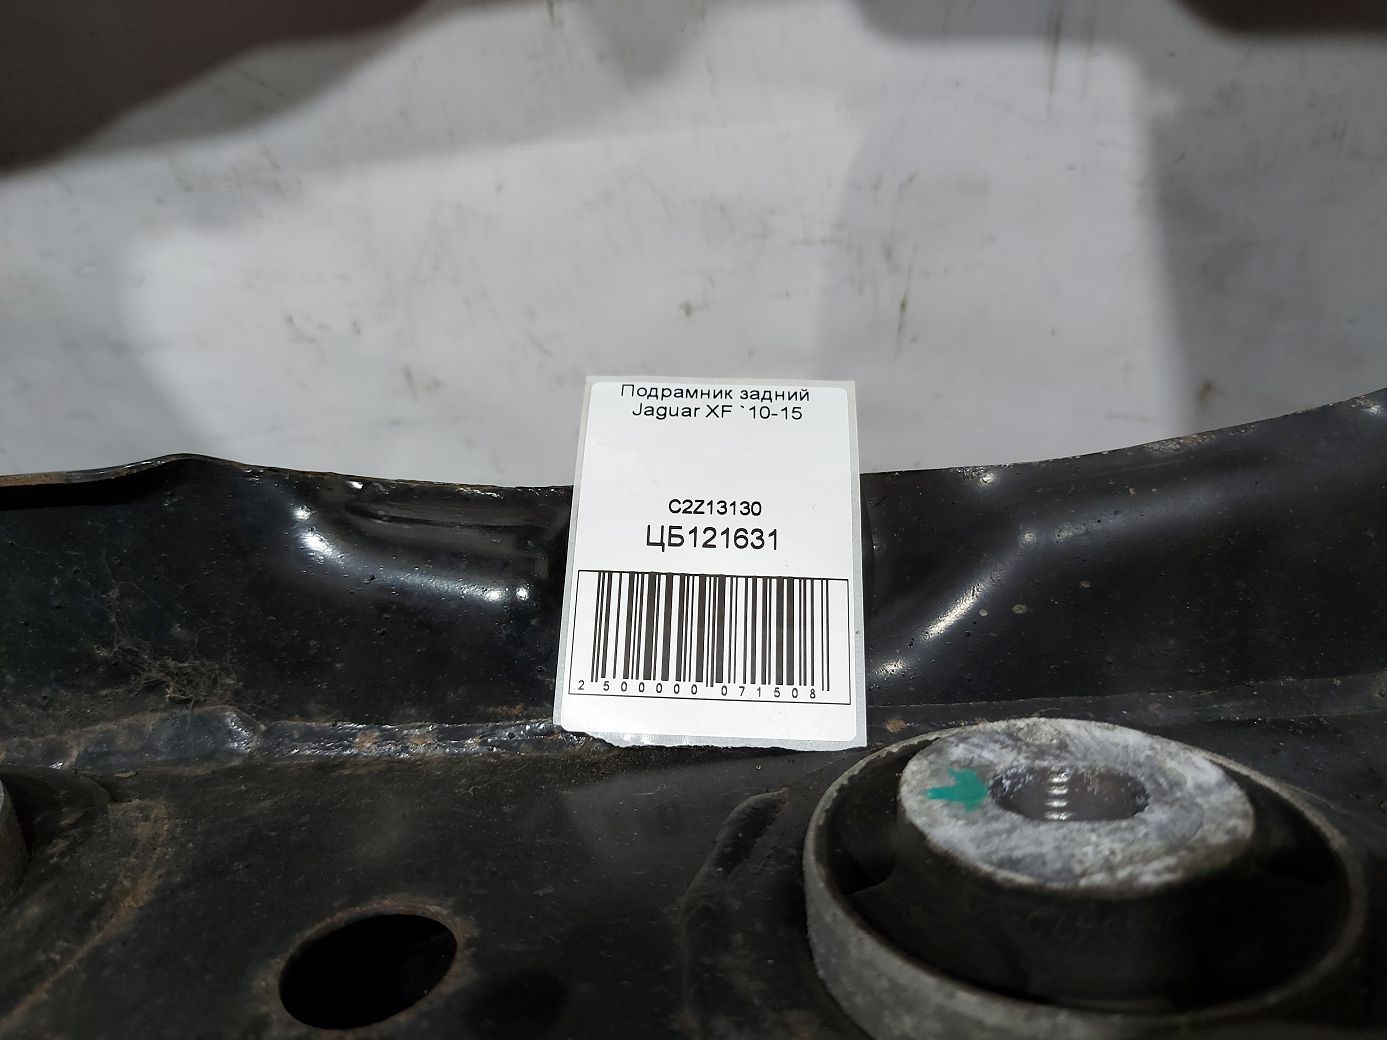 Подрамник задний
Jaguar XF `10-15
C2Z13130
ЦБ121631
2500000071508